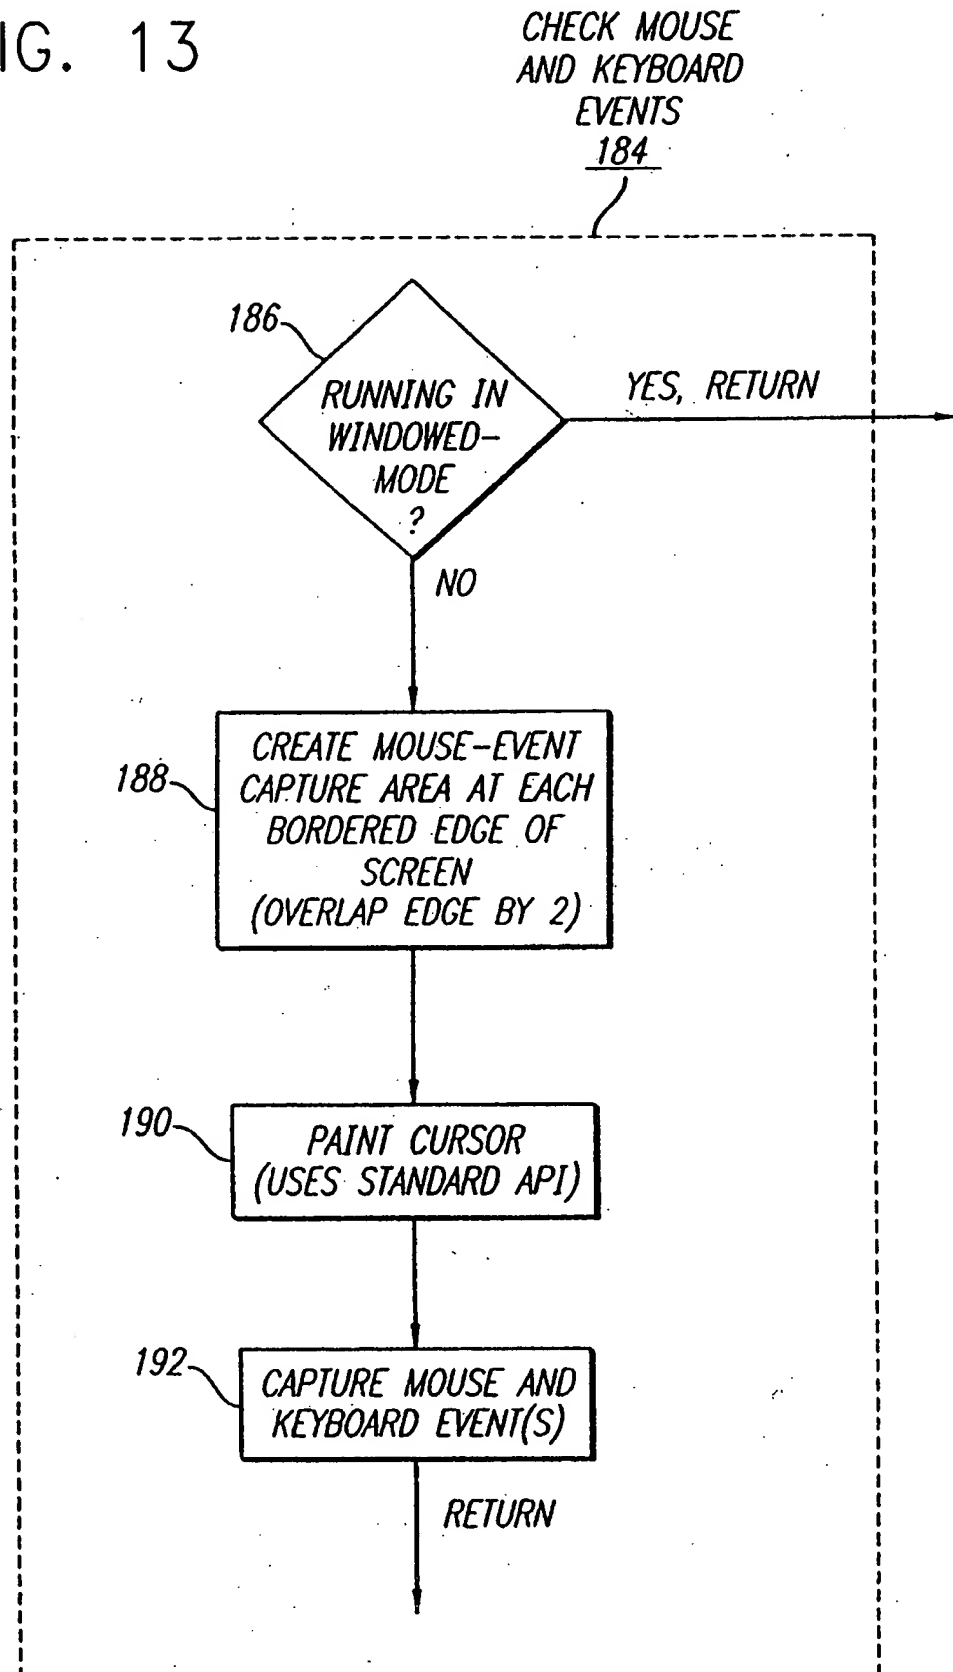 IG. 13
CHECK MOUSE
AND KEYBOARD
EVENTS
184
186
RUNNING IN
WINDOWED-
MODE
?
YES, RETURN
NO
188
CREATE MOUSE-EVENT
CAPTURE AREA AT EACH
BORDERED EDGE OF
SCREEN
(OVERLAP EDGE BY 2)
190
PAINT CURSOR
(USES STANDARD API)
192
CAPTURE MOUSE AND
KEYBOARD EVENT(S)
RETURN